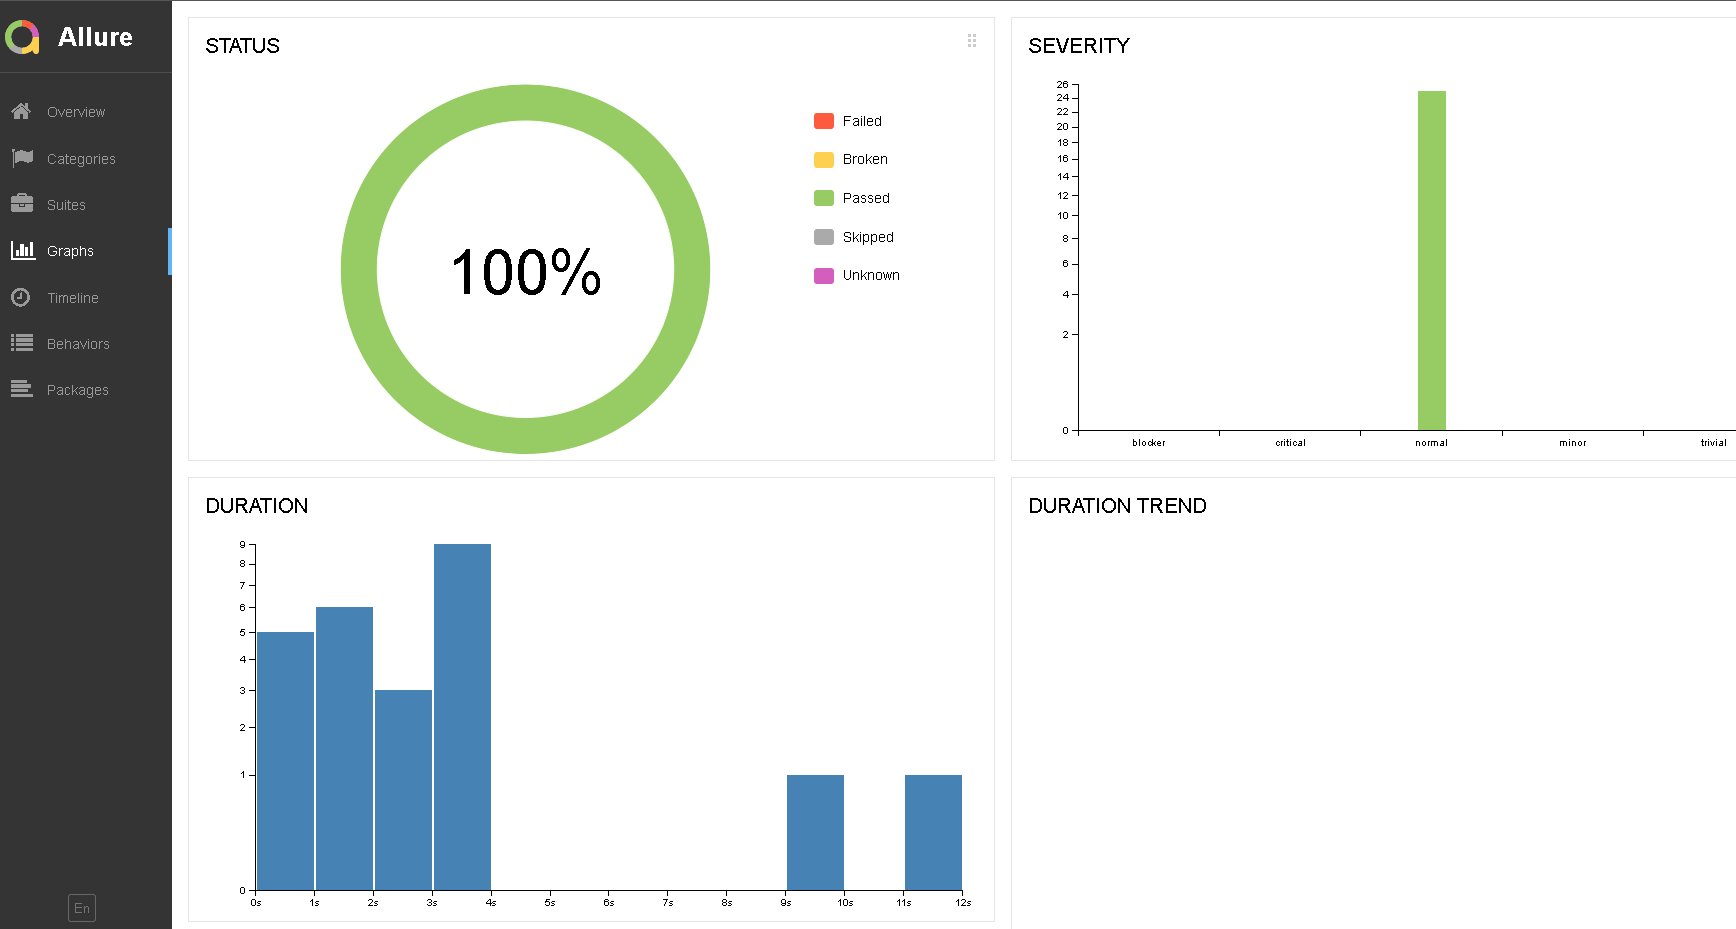 Allure
Overview
Categories
Suites
Graphs
Timeline
Behaviors
Packages
En
STATUS
100%
Failed
Broken
Passed
Skipped
Unknown
SEVERITY
26
24
22
20
18
16
14
12
10
8
6
4
2
0
blocker critical normal minor trivial
DURATION
9
8
7
6
5
4
3
2
1
0
0s 1s 2s 3s 4s 5s 6s 7s 8s 9s 10s 11s 12s
DURATION TREND